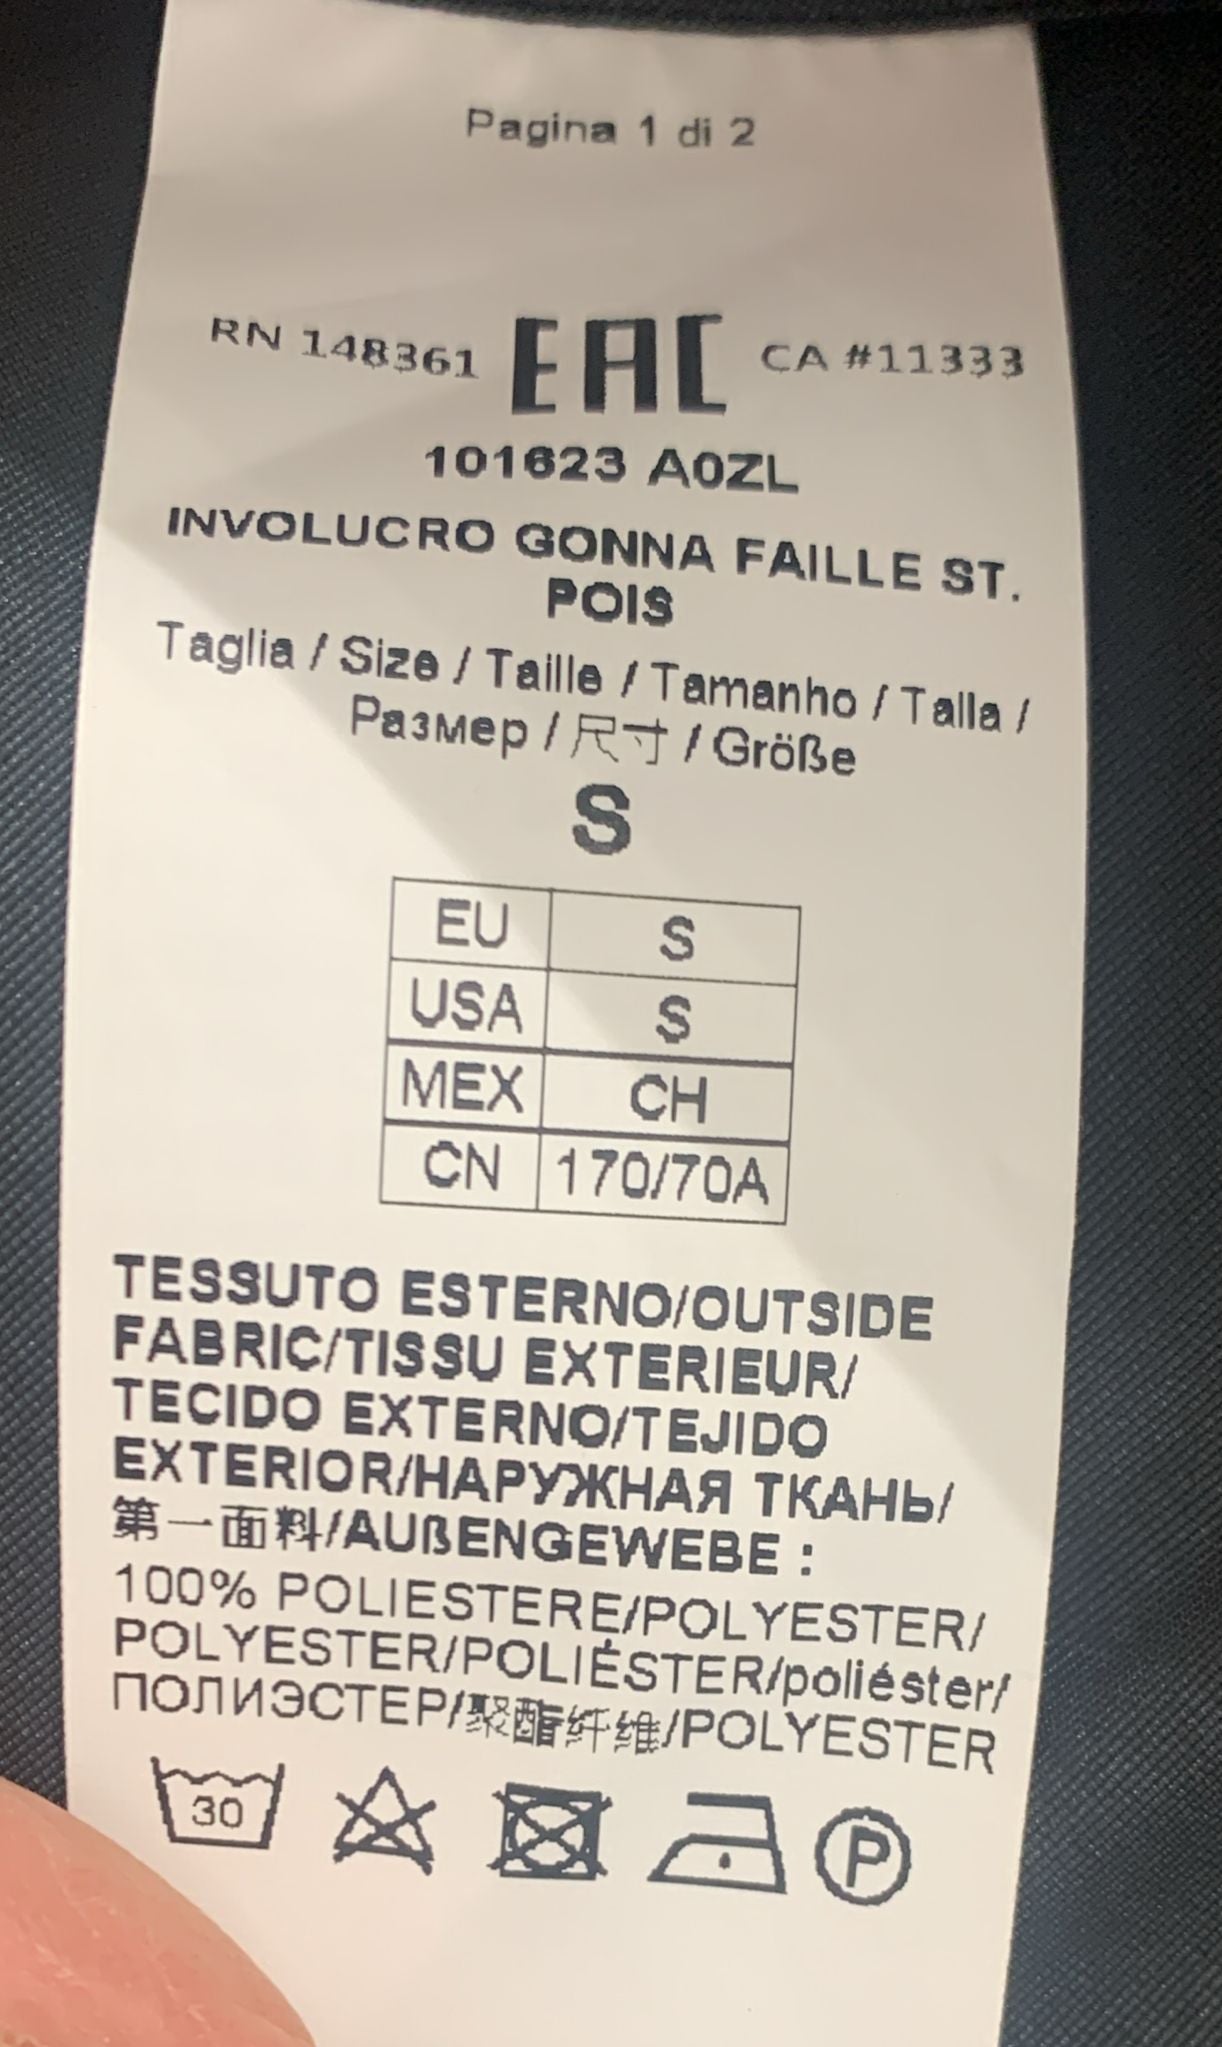 Pagina 1 di 2
RN 148361 EAC CA #11333
101623 A0ZL
INVOLUCRO GONNA FAILLE ST.
POIS
Taglia / Size / Taille / Tamanho / Talla /
Размер / 尺寸 / Größe
S
EU S
USA S
MEX CH
CN 170/70A
TESSUTO ESTERNO/OUTSIDE
FABRIC/TISSU EXTERIEUR/
TECIDO EXTERNO/TEJIDO
EXTERIOR/НАРУЖНАЯ ТКАНЬ/
第一面料/AUßENGEWEBE :
100% POLIESTERE/POLYESTER/
POLYESTER/POLIÉSTER/poliéster/
ПОЛИЭСТЕР/聚酯纤维/POLYESTER
30 P